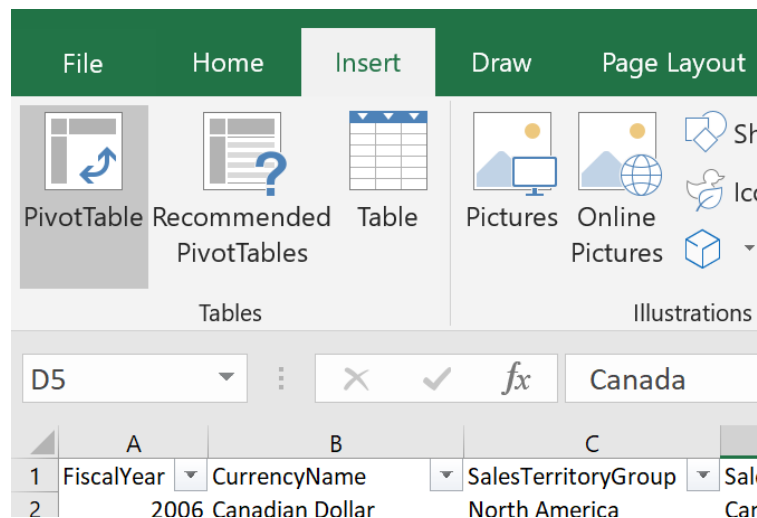 File Home Insert Draw Page Layout
PivotTable Recommended PivotTables Table Pictures Online Pictures
Tables Illustrations
D5 fx Canada
A B C
1 FiscalYear CurrencyName SalesTerritoryGroup
2 2006 Canadian Dollar North America